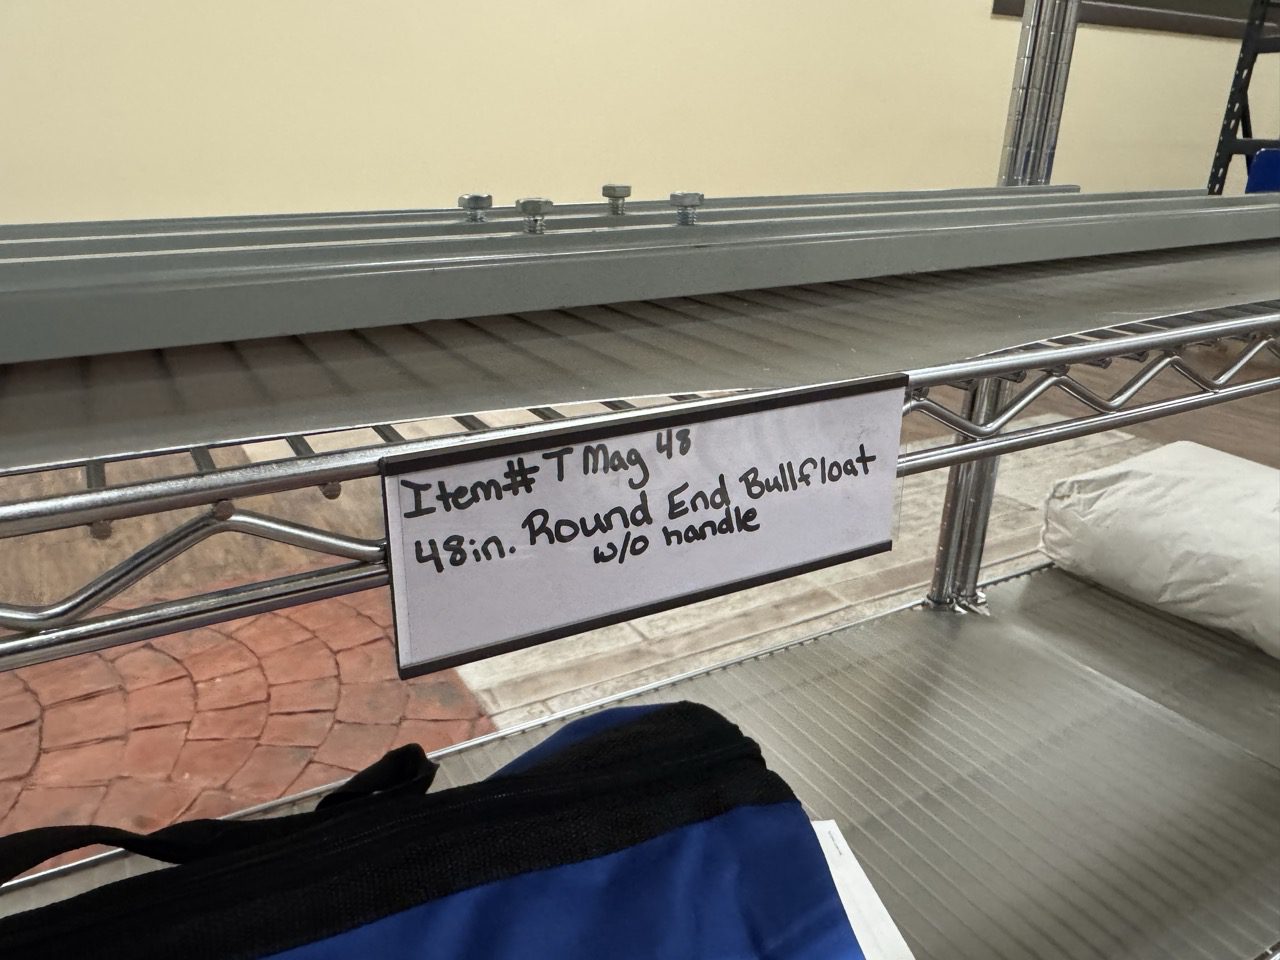 Item# T Mag 48
48in. Round End Bullfloat
w/o handle